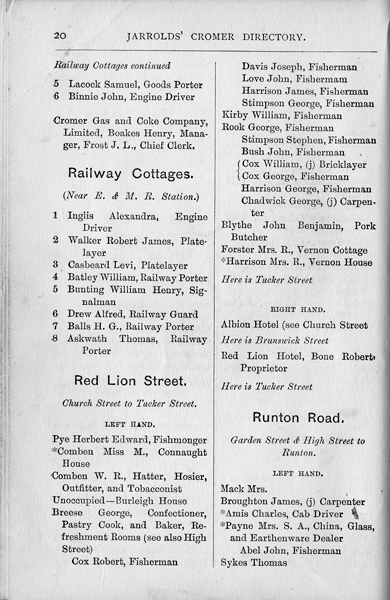 20 JARROLDS' CROMER DIRECTORY.
Railway Cottages continued
5 Lacock Samuel, Goods Porter
6 Binnie John, Engine Driver
Cromer Gas and Coke Company,
Limited, Boakes Henry, Mana-
ger, Frost J. L., Chief Clerk.
Railway Cottages.
(Near E. & M. R. Station.)
1 Inglis Alexandra, Engine
Driver
2 Walker Robert James, Plate-
layer
3 Casbeard Levi, Platelayer
4 Batley William, Railway Porter
5 Bunting William Henry, Sig-
nalman
6 Drew Alfred, Railway Guard
7 Balls H. G., Railway Porter
8 Askwath Thomas, Railway
Porter
Red Lion Street.
Church Street to Tucker Street.
LEFT HAND.
Pye Herbert Edward, Fishmonger
*Comben Miss M., Connaught
House
Comben W. R., Hatter, Hosier,
Outfitter, and Tobacconist
Unoccupied—Burleigh House
Breese George, Confectioner,
Pastry Cook, and Baker, Re-
freshment Rooms (see also High
Street)
Cox Robert, Fisherman
Davis Joseph, Fisherman
Love John, Fishermam
Harrison James, Fisherman
Stimpson George, Fisherman
Kirby William, Fisherman
Rook George, Fisherman
Stimpson Stephen, Fisherman
Bush John, Fisherman
{Cox William, (j) Bricklayer
{Cox George, Fisherman
Harrison George, Fisherman
Chadwick George, (j) Carpen-
ter
Blythe John Benjamin, Pork
Butcher
Forster Mrs. R., Vernon Cottage
*Harrison Mrs. R., Vernon House
Here is Tucker Street
RIGHT HAND.
Albion Hotel (see Church Street
Here is Brunswick Street
Red Lion Hotel, Bone Robert,
Proprietor
Here is Tucker Street
Runton Road.
Garden Street & High Street to
Runton.
LEFT HAND.
Mack Mrs.
Broughton James, (j) Carpenter
*Amis Charles, Cab Driver
*Payne Mrs. S. A., China, Glass,
and Earthenware Dealer
Abel John, Fisherman
Sykes Thomas